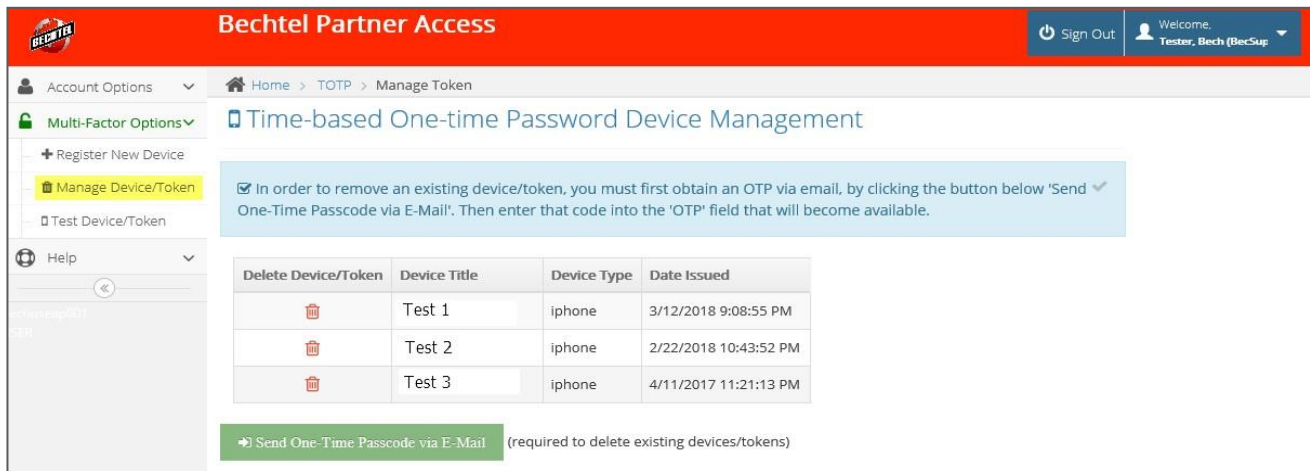 BECHTEL
Bechtel Partner Access
Sign Out
Welcome,
Tester, Bech (BecSup
Account Options
Multi-Factor Options
Register New Device
Manage Device/Token
Test Device/Token
Help
Home > TOTP > Manage Token
Time-based One-time Password Device Management
In order to remove an existing device/token, you must first obtain an OTP via email, by clicking the button below 'Send
One-Time Passcode via E-Mail'. Then enter that code into the 'OTP' field that will become available.
Delete Device/Token Device Title Device Type Date Issued
Test 1 iphone 3/12/2018 9:08:55 PM
Test 2 iphone 2/22/2018 10:43:52 PM
Test 3 iphone 4/11/2017 11:21:13 PM
Send One-Time Passcode via E-Mail (required to delete existing devices/tokens)